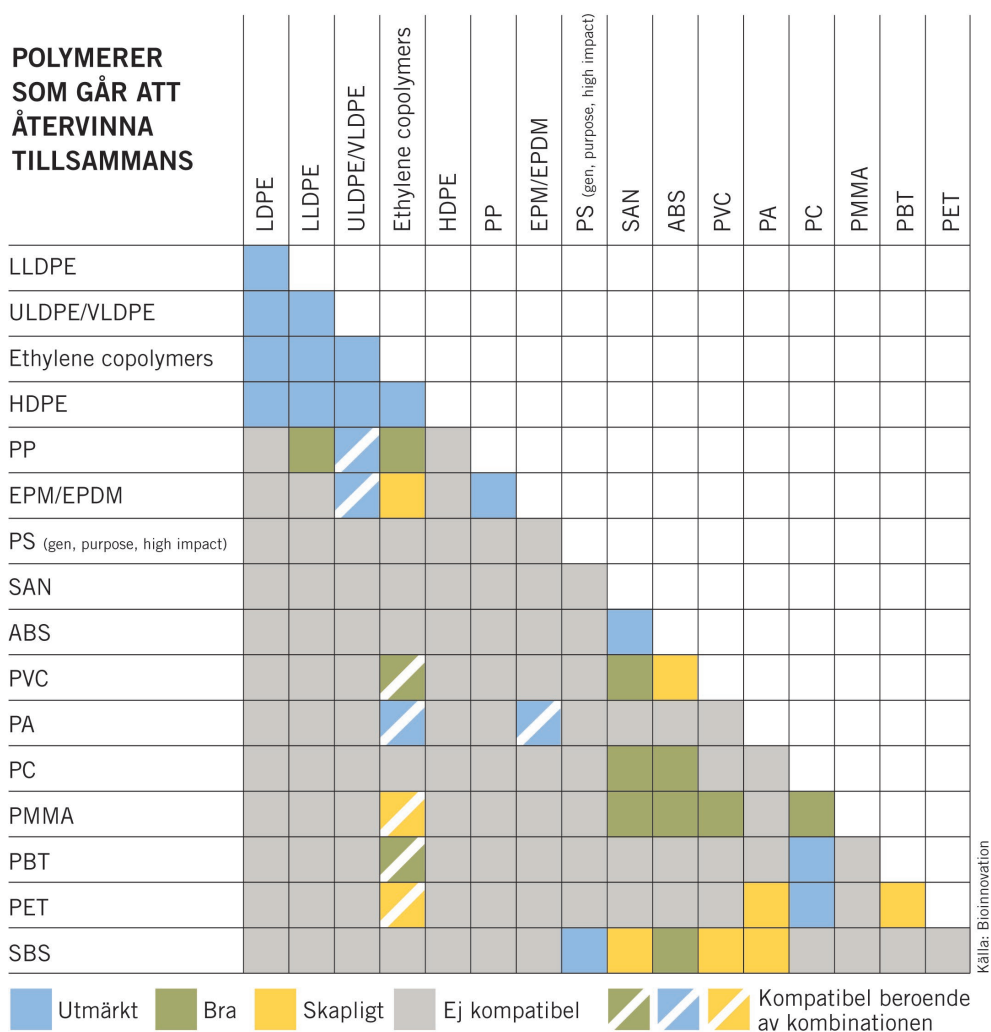 POLYMERER
SOM GÅR ATT
ÅTERVINNA
TILLSAMMANS
LDPE
LLDPE
ULDPE/VLDPE
Ethylene copolymers
HDPE
PP
EPM/EPDM
PS (gen, purpose, high impact)
SAN
ABS
PVC
PA
PC
PMMA
PBT
PET
LLDPE
ULDPE/VLDPE
Ethylene copolymers
HDPE
PP
EPM/EPDM
PS (gen, purpose, high impact)
SAN
ABS
PVC
PA
PC
PMMA
PBT
PET
SBS
Källa: Bioinnovation
Utmärkt
Bra
Skapligt
Ej kompatibel
Kompatibel beroende
av kombinationen